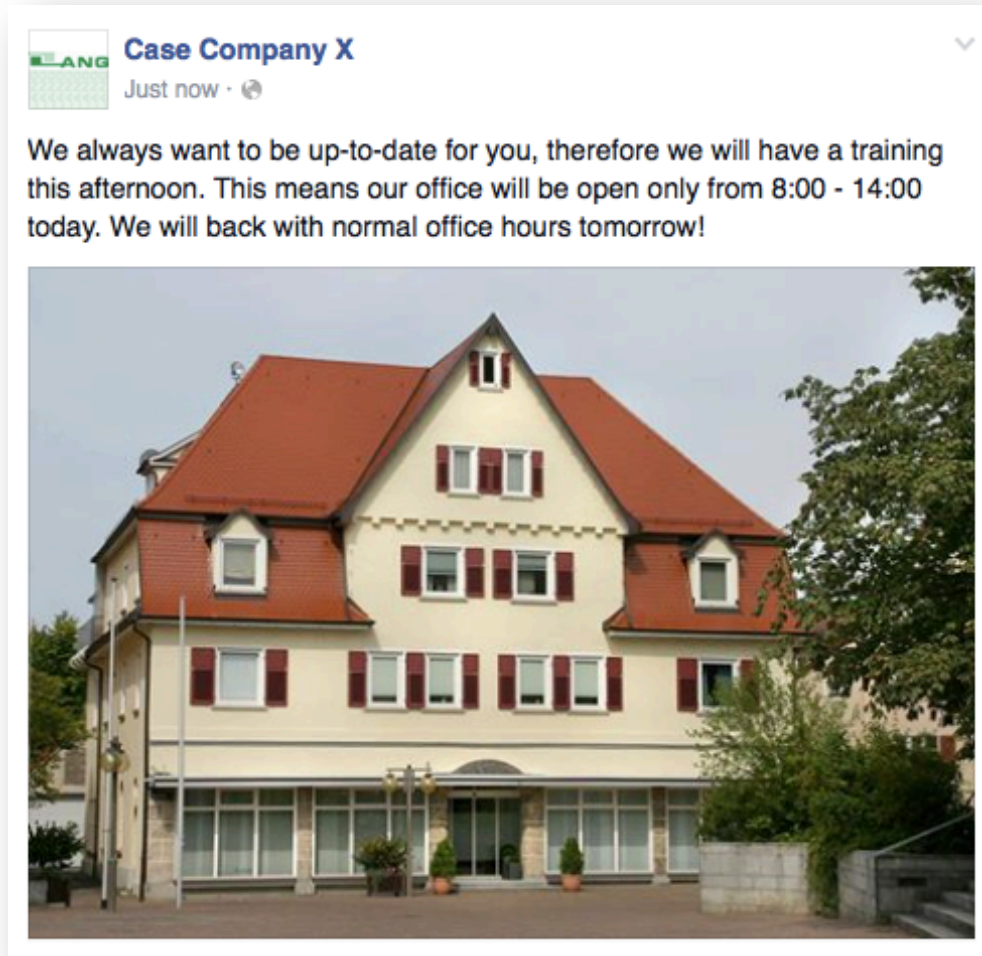 LANG
Case Company X
Just now ·
We always want to be up-to-date for you, therefore we will have a training
this afternoon. This means our office will be open only from 8:00 - 14:00
today. We will back with normal office hours tomorrow!